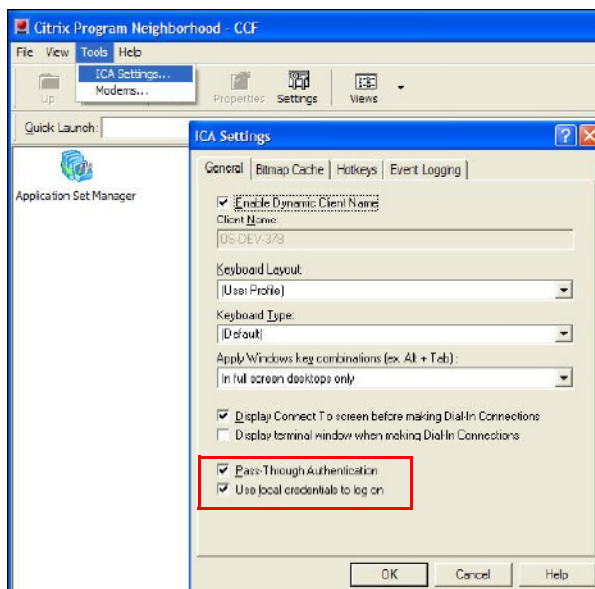 Citrix Program Neighborhood - CCF
File View Tools Help
ICA Settings...
Modems...
Up Properties Settings Views
Quick Launch:
Application Set Manager
ICA Settings
General Bitmap Cache Hotkeys Event Logging
Enable Dynamic Client Name
Client Name:
OS-DEV-378
Keyboard Layout:
(User Profile)
Keyboard Type:
(Default)
Apply Windows key combinations (ex. Alt + Tab) :
In full screen desktops only
Display Connect To screen before making Dial-In Connections
Display terminal window when making Dial-In Connections
Pass-Through Authentication
Use local credentials to log on
OK Cancel Help